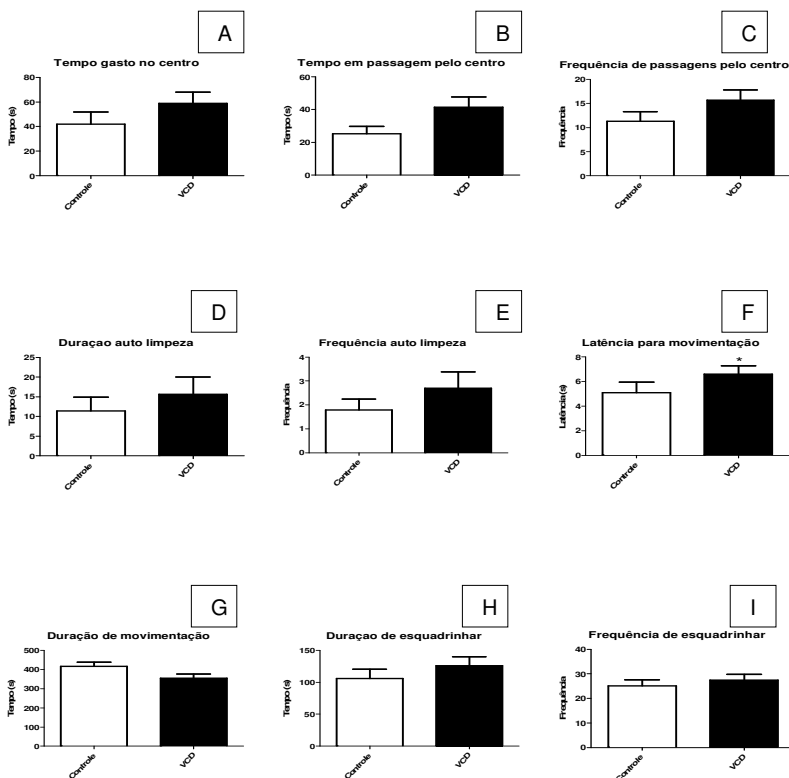 A
Tempo gasto no centro
Tempo (s)
80
60
40
20
0
Controle
VCD
B
Tempo em passagem pelo centro
Tempo (s)
60
40
20
0
Controle
VCD
C
Frequência de passagens pelo centro
Frequência
20
15
10
5
0
Controle
VCD
D
Duraçao auto limpeza
Tempo (s)
25
20
15
10
5
0
Controle
VCD
E
Frequência auto limpeza
Frequência
4
3
2
1
0
Controle
VCD
F
Latência para movimentação
Latência (s)
8
6
4
2
0
*
Controle
VCD
G
Duração de movimentação
Tempo (s)
500
400
300
200
100
0
Controle
VCD
H
Duraçao de esquadrinhar
Tempo (s)
150
100
50
0
Controle
VCD
I
Frequência de esquadrinhar
Frequência
40
30
20
10
0
Controle
VCD